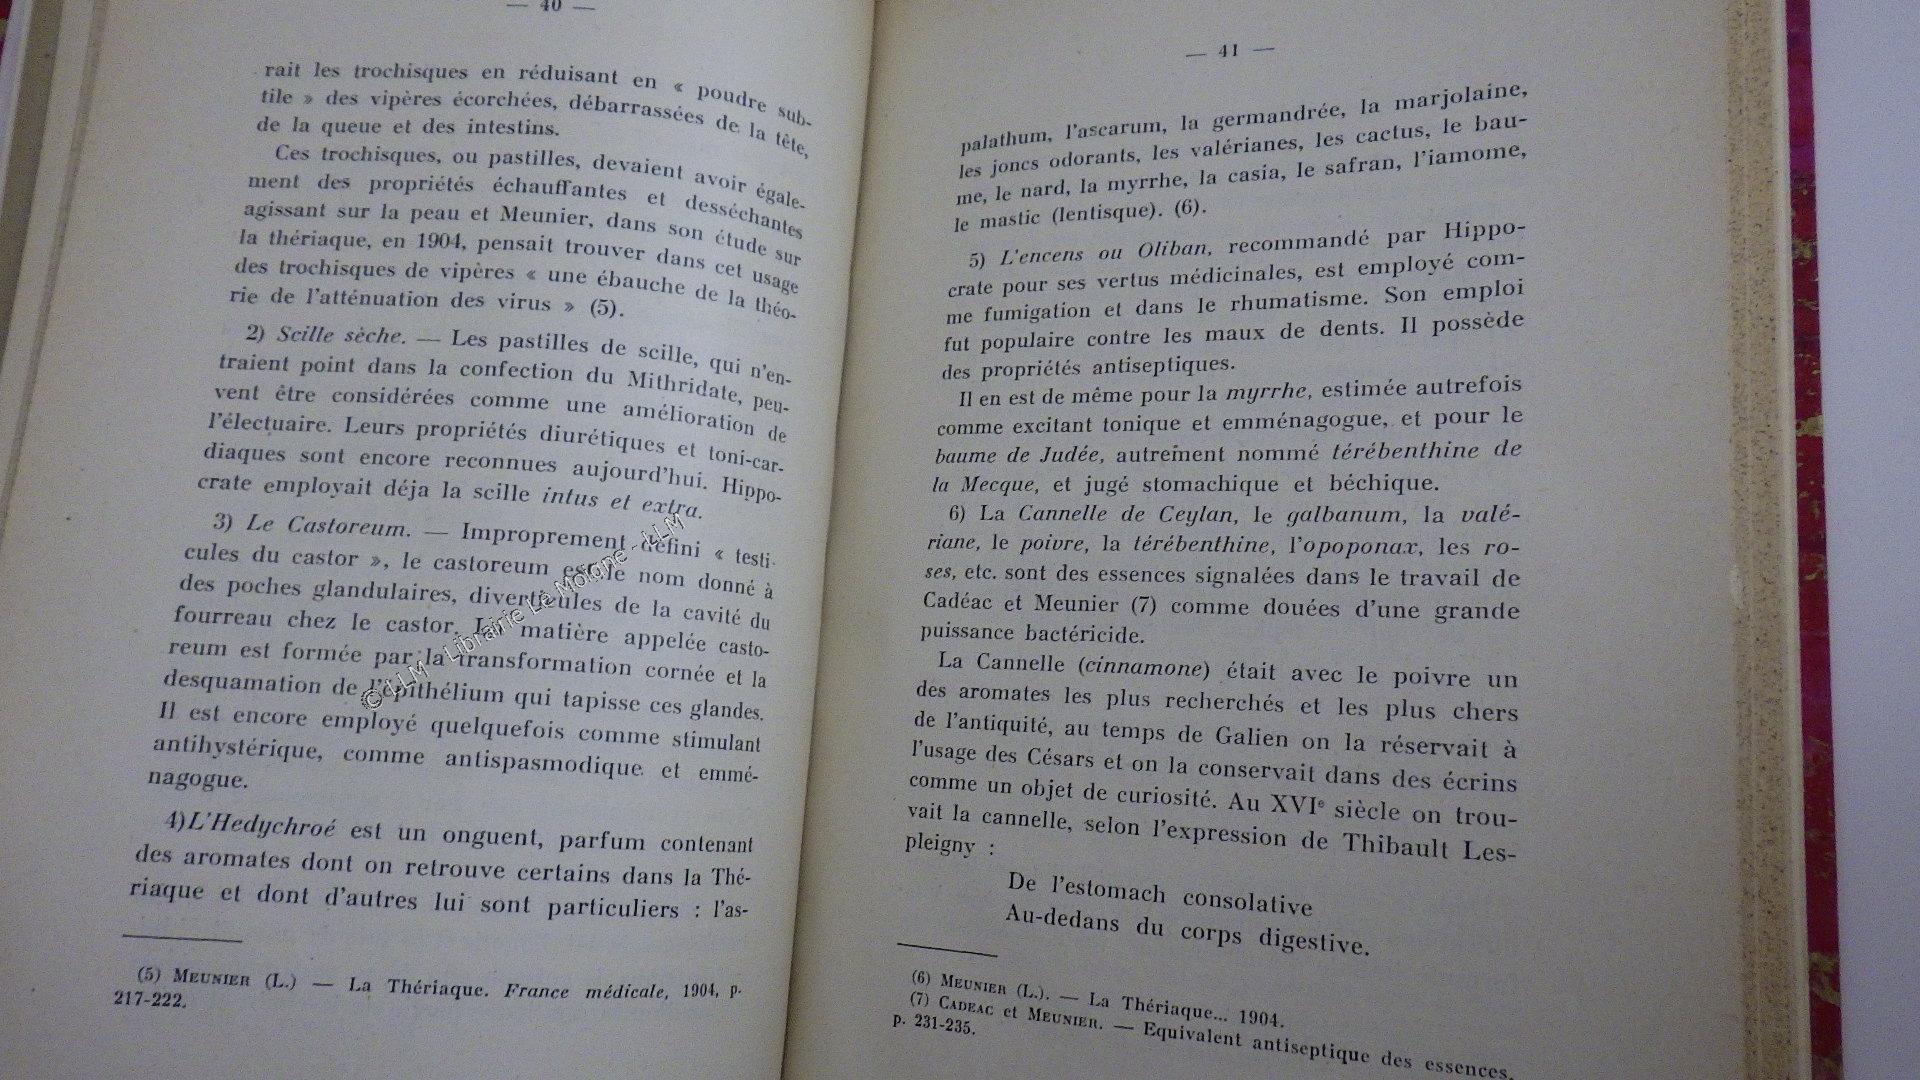 — 40 —
rait les trochisques en réduisant en « poudre sub-
tile » des vipères écorchées, débarrassées de la tête,
de la queue et des intestins.
Ces trochisques, ou pastilles, devaient avoir égale-
ment des propriétés échauffantes et desséchantes
agissant sur la peau et Meunier, dans son étude sur
la thériaque, en 1904, pensait trouver dans cet usage
des trochisques de vipères « une ébauche de la théo-
rie de l'atténuation des virus » (5).
2) Scille sèche. — Les pastilles de scille, qui n'en-
traient point dans la confection du Mithridate, peu-
vent être considérées comme une amélioration de
l'électuaire. Leurs propriétés diurétiques et toni-car-
diaques sont encore reconnues aujourd'hui. Hippo-
crate employait déja la scille intus et extra.
3) Le Castoreum. — Improprement défini « testi-
cules du castor », le castoreum est le nom donné à
des poches glandulaires, diverticules de la cavité du
fourreau chez le castor. La matière appelée casto-
reum est formée par la transformation cornée et la
desquamation de l'épithélium qui tapisse ces glandes.
Il est encore employé quelquefois comme stimulant
antihystérique, comme antispasmodique et emmé-
nagogue.
4) L'Hedychroé est un onguent, parfum contenant
des aromates dont on retrouve certains dans la Thé-
riaque et dont d'autres lui sont particuliers : l'as-
(5) MEUNIER (L.) — La Thériaque. France médicale, 1904, p.
217-222.
© LLM - Librairie Le Moigne - LLM
— 41 —
palathum, l'ascarum, la germandrée, la marjolaine,
les joncs odorants, les valérianes, les cactus, le bau-
me, le nard, la myrrhe, la casia, le safran, l'iamome,
le mastic (lentisque). (6).
5) L'encens ou Oliban, recommandé par Hippo-
crate pour ses vertus médicinales, est employé com-
me fumigation et dans le rhumatisme. Son emploi
fut populaire contre les maux de dents. Il possède
des propriétés antiseptiques.
Il en est de même pour la myrrhe, estimée autrefois
comme excitant tonique et emménagogue, et pour le
baume de Judée, autrement nommé térébenthine de
la Mecque, et jugé stomachique et béchique.
6) La Cannelle de Ceylan, le galbanum, la valé-
riane, le poivre, la térébenthine, l'opoponax, les ro-
ses, etc. sont des essences signalées dans le travail de
Cadéac et Meunier (7) comme douées d'une grande
puissance bactéricide.
La Cannelle (cinnamone) était avec le poivre un
des aromates les plus recherchés et les plus chers
de l'antiquité, au temps de Galien on la réservait à
l'usage des Césars et on la conservait dans des écrins
comme un objet de curiosité. Au XVIe siècle on trou-
vait la cannelle, selon l'expression de Thibault Les-
pleigny :
De l'estomach consolative
Au-dedans du corps digestive.
(6) MEUNIER (L.). — La Thériaque... 1904.
(7) CADEAC et MEUNIER. — Equivalent antiseptique des essences,
p. 231-235.